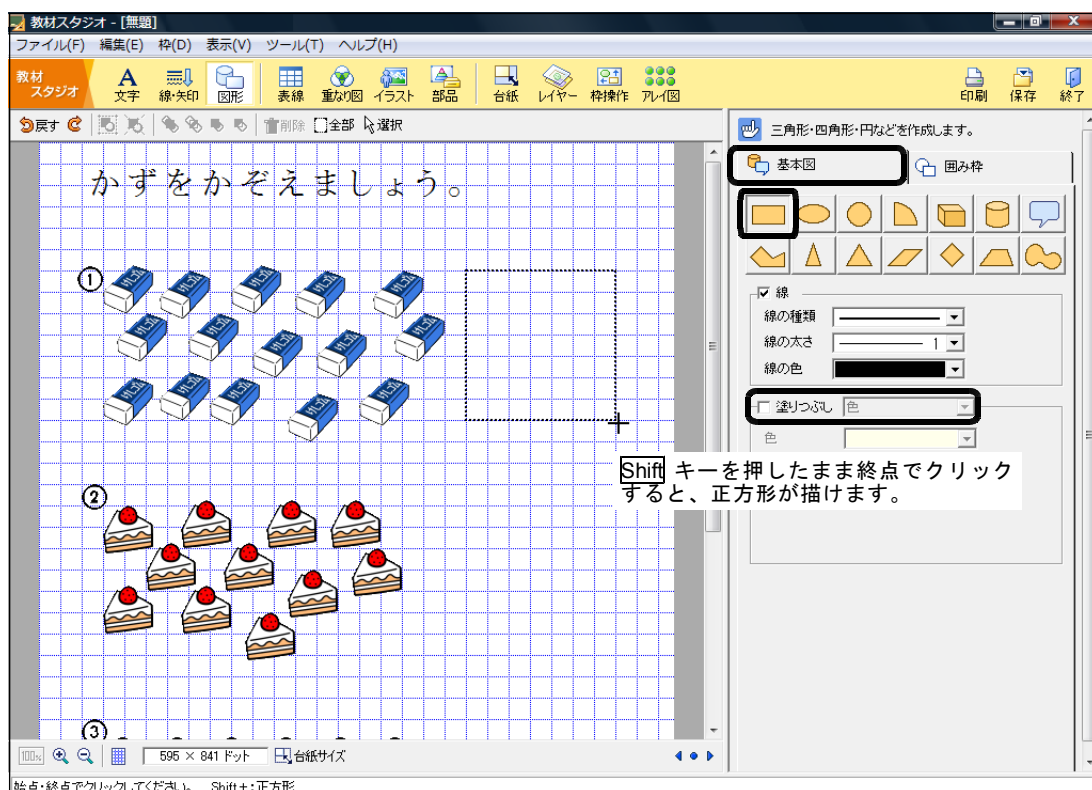 教材スタジオ - [無題]
ファイル(F) 編集(E) 枠(D) 表示(V) ツール(T) ヘルプ(H)
教材
スタジオ
文字 線・矢印 図形 表線 重なり図 イラスト 部品 台紙 レイヤー 枠操作 アレイ図 印刷 保存 終了
戻す 削除 全部 選択
三角形・四角形・円などを作成します。
基本図 囲み枠
かずをかぞえましょう。
①
線
線の種類
線の太さ 1
線の色
塗りつぶし 色
色
Shift キーを押したまま終点でクリック
すると、正方形が描けます。
②
③
100% 595 × 841 ドット 台紙サイズ
始点・終点でクリックしてください。 Shift+:正方形